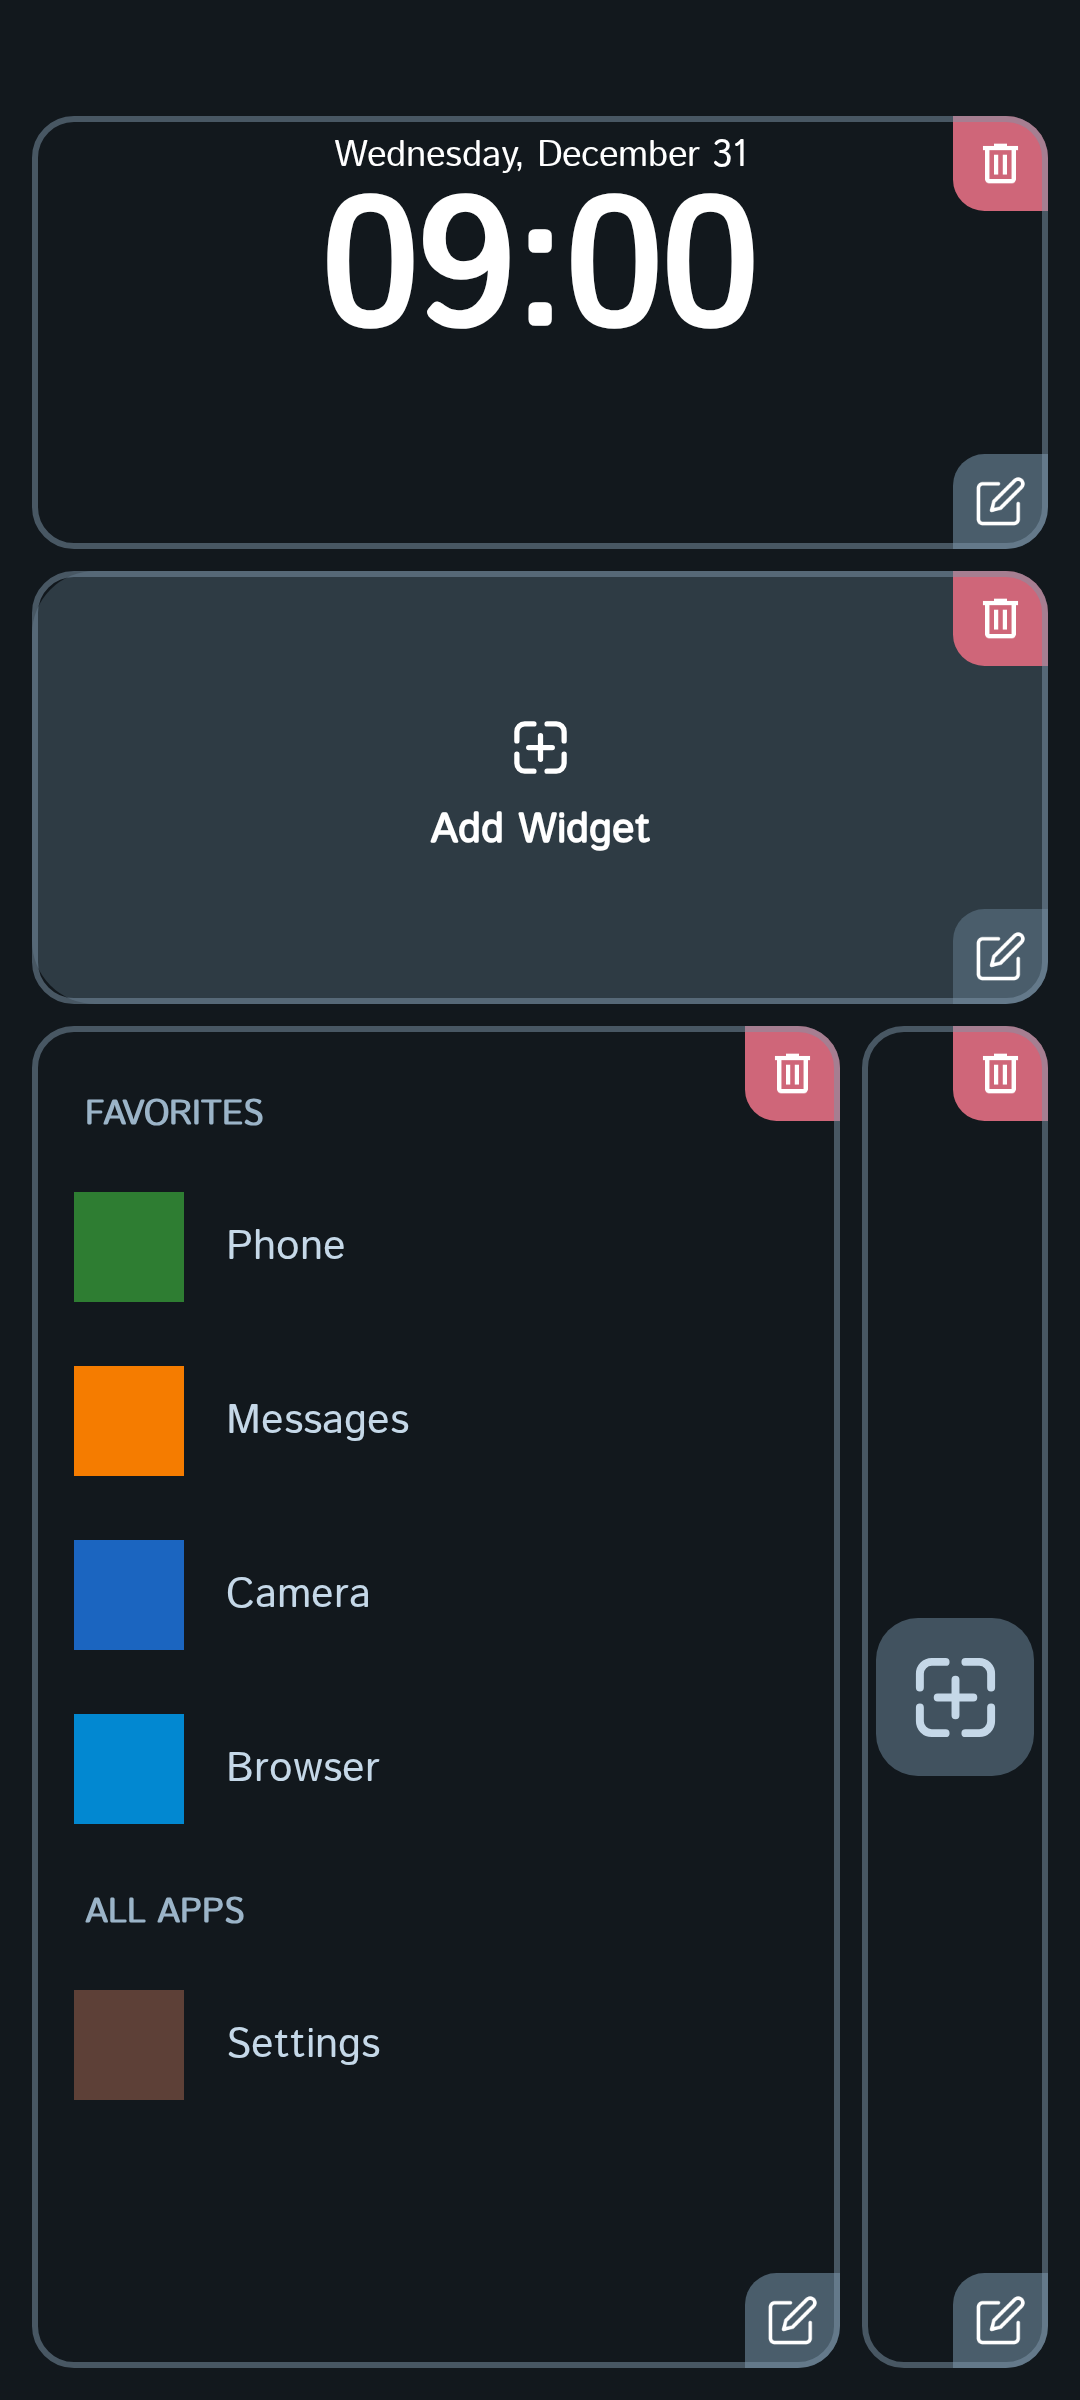 Wednesday, December 31
09:00
Add Widget
FAVORITES
Phone
Messages
Camera
Browser
ALL APPS
Settings